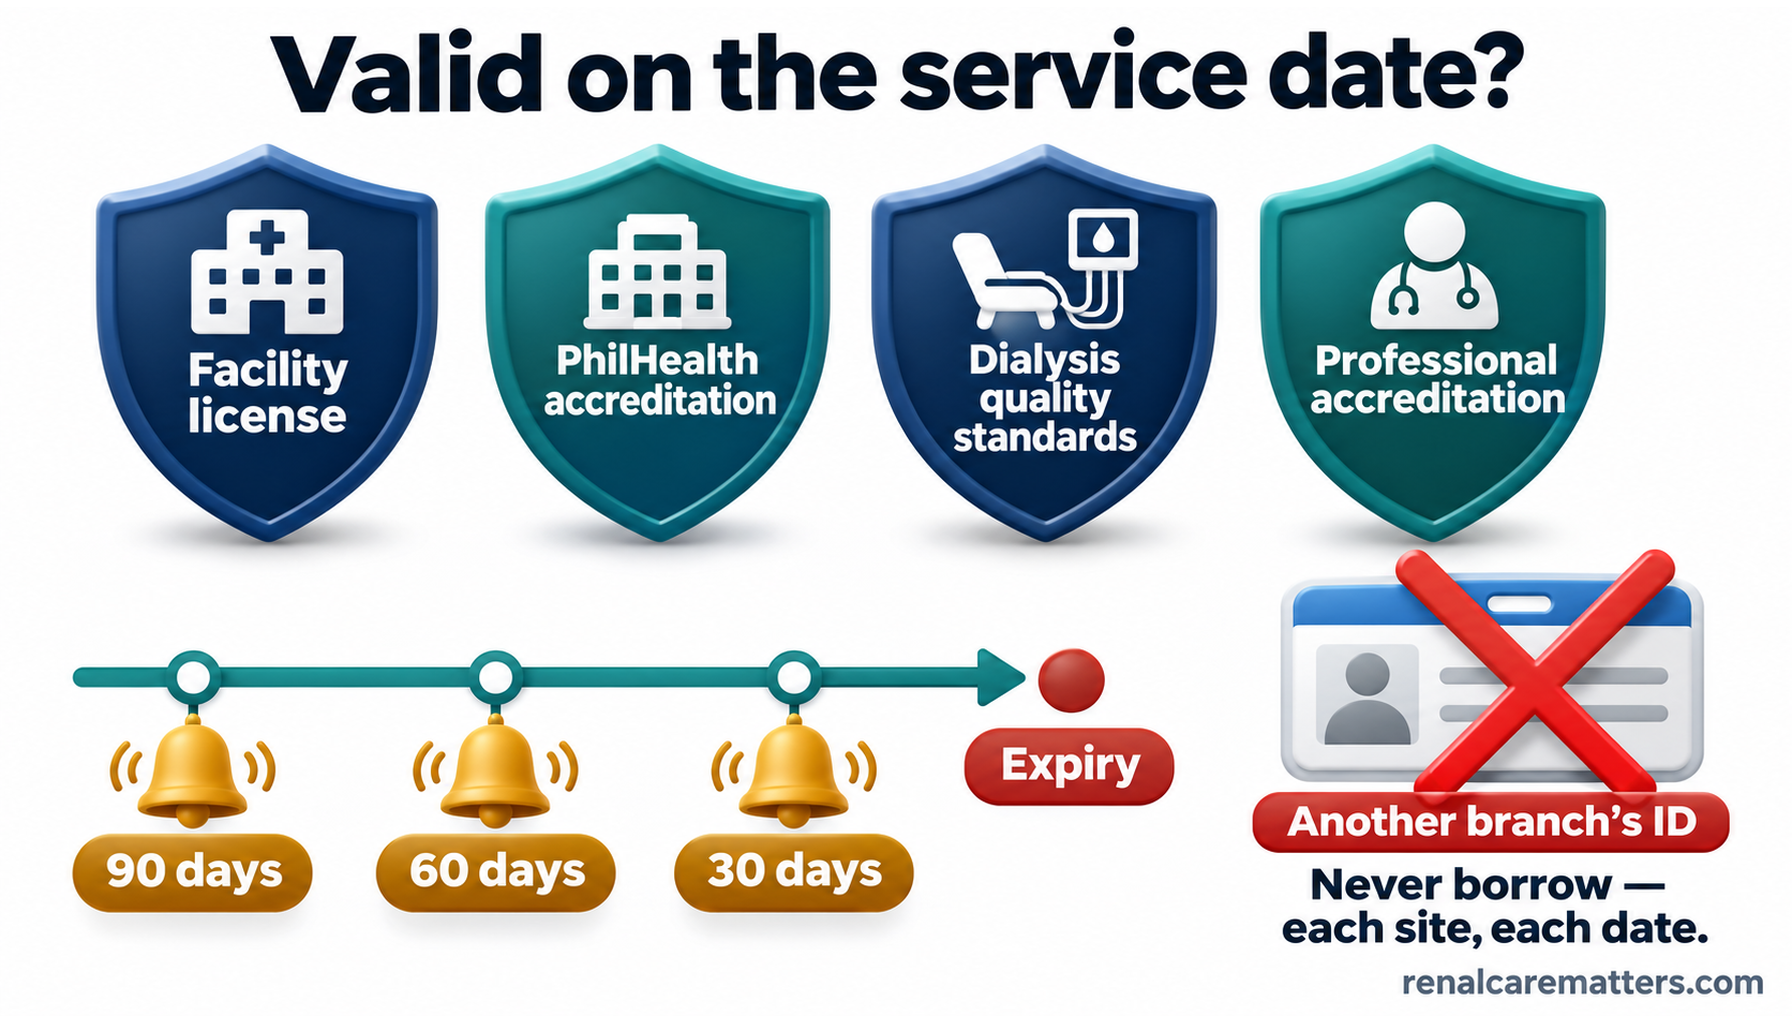 Valid on the service date?
Facility
license
PhilHealth
accreditation
Dialysis
quality
standards
Professional
accreditation
90 days
60 days
30 days
Expiry
Another branch's ID
Never borrow —
each site, each date.
renalcarematters.com